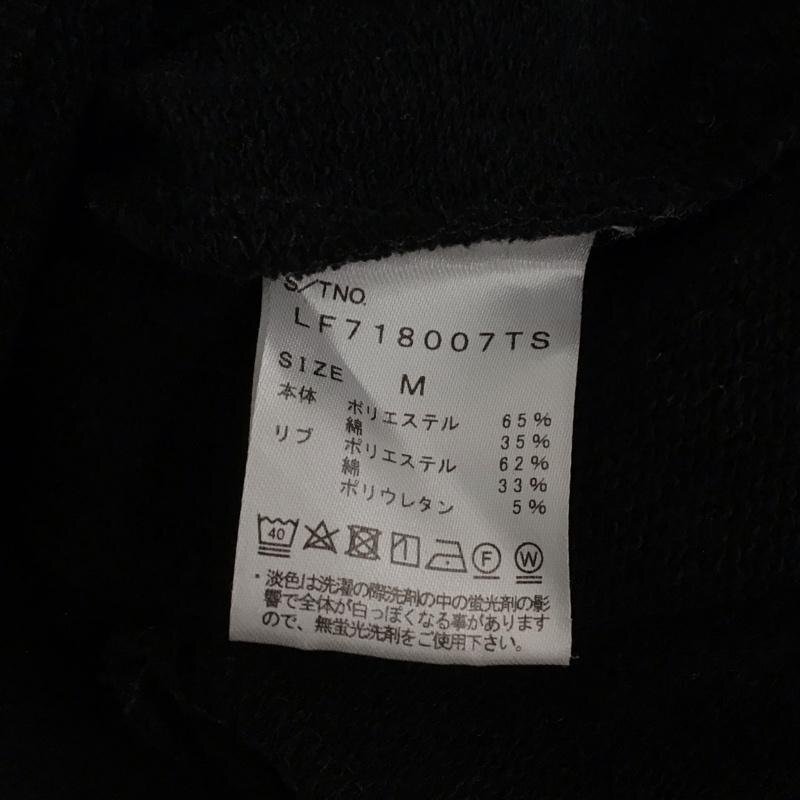 S/TNO.
LF718007TS
SIZE M
本体 ポリエステル 65%
綿 35%
リブ ポリエステル 62%
綿 33%
ポリウレタン 5%
40 F W
・淡色は洗濯の際洗剤の中の蛍光剤の影
響で全体が白っぽくなる事があります
ので、無蛍光洗剤をご使用下さい。